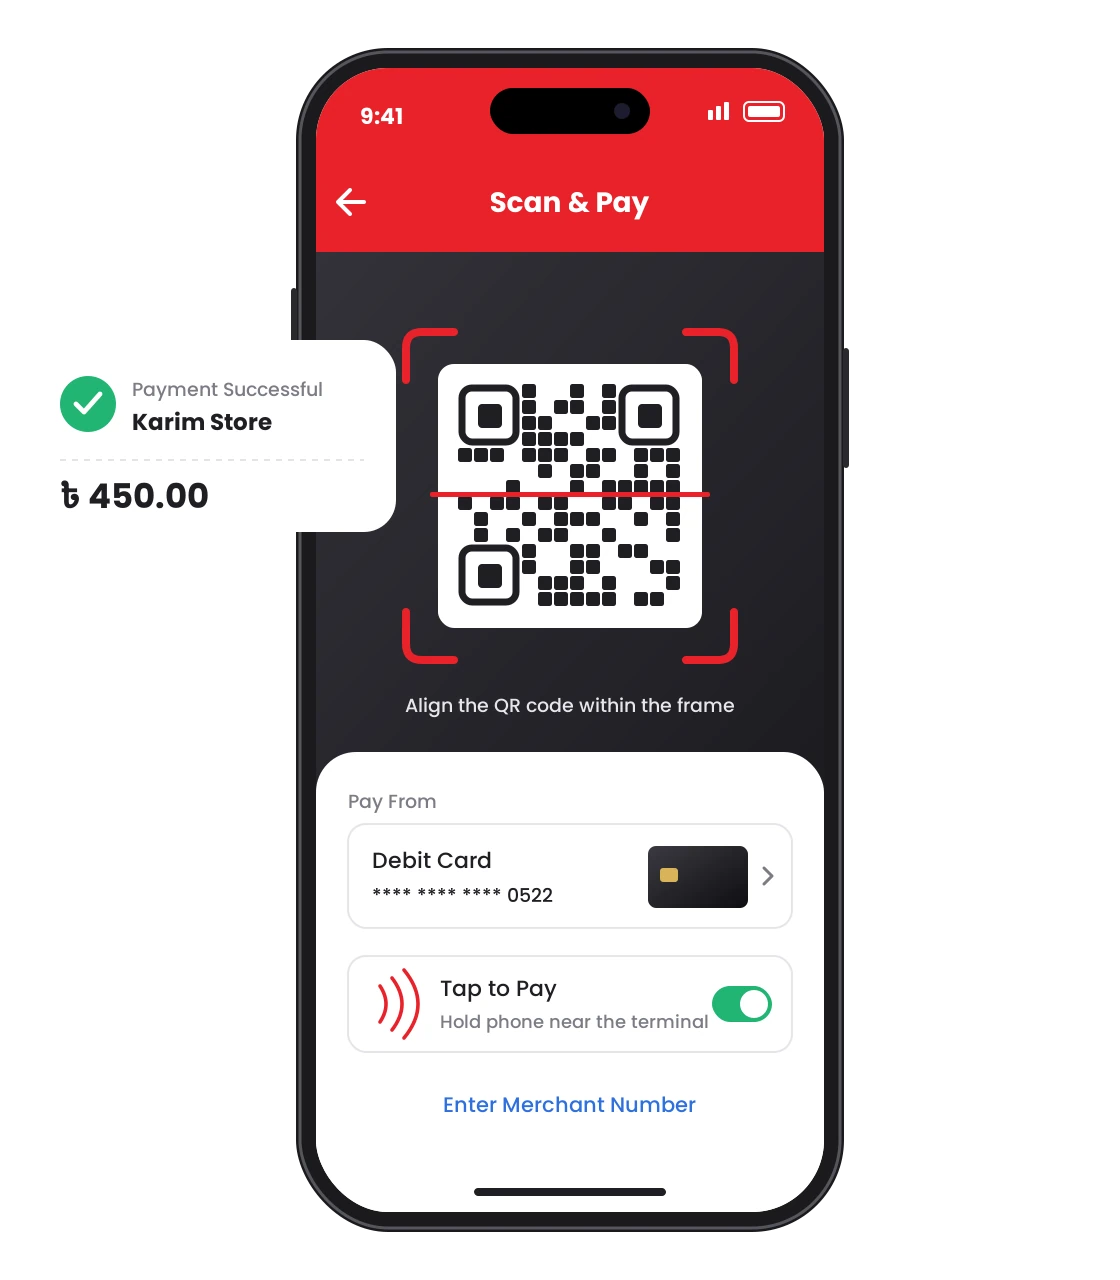 9:41
Scan & Pay
Payment Successful
Karim Store
৳ 450.00
Align the QR code within the frame
Pay From
Debit Card
**** **** **** 0522
Tap to Pay
Hold phone near the terminal
Enter Merchant Number